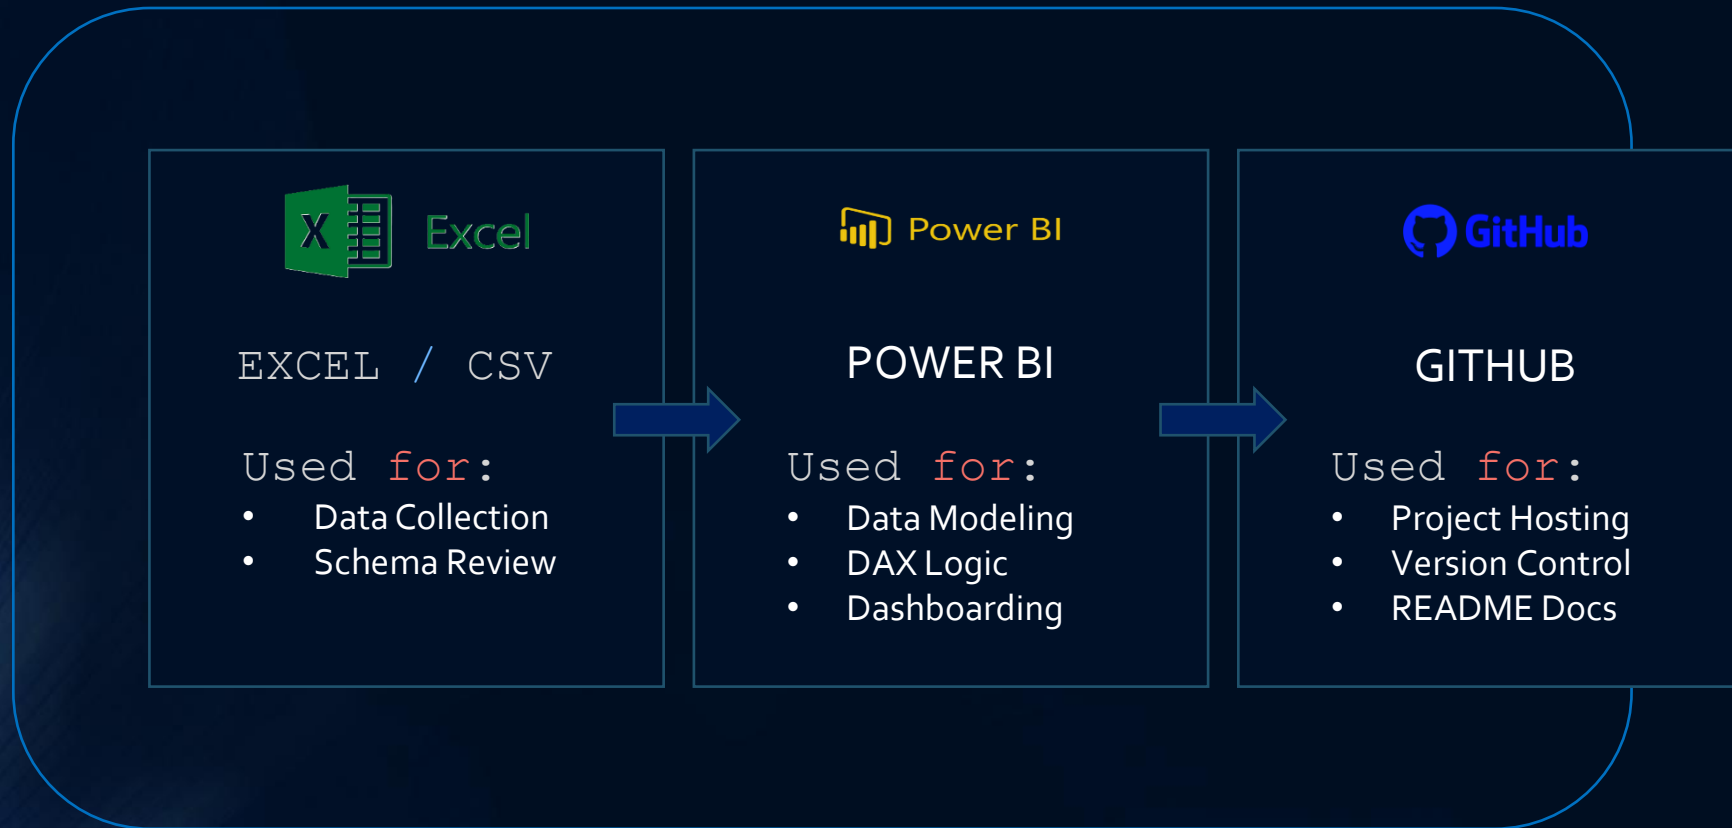 X Excel
EXCEL / CSV
Used for:
• Data Collection
• Schema Review
Power BI
POWER BI
Used for:
• Data Modeling
• DAX Logic
• Dashboarding
GitHub
GITHUB
Used for:
• Project Hosting
• Version Control
• README Docs